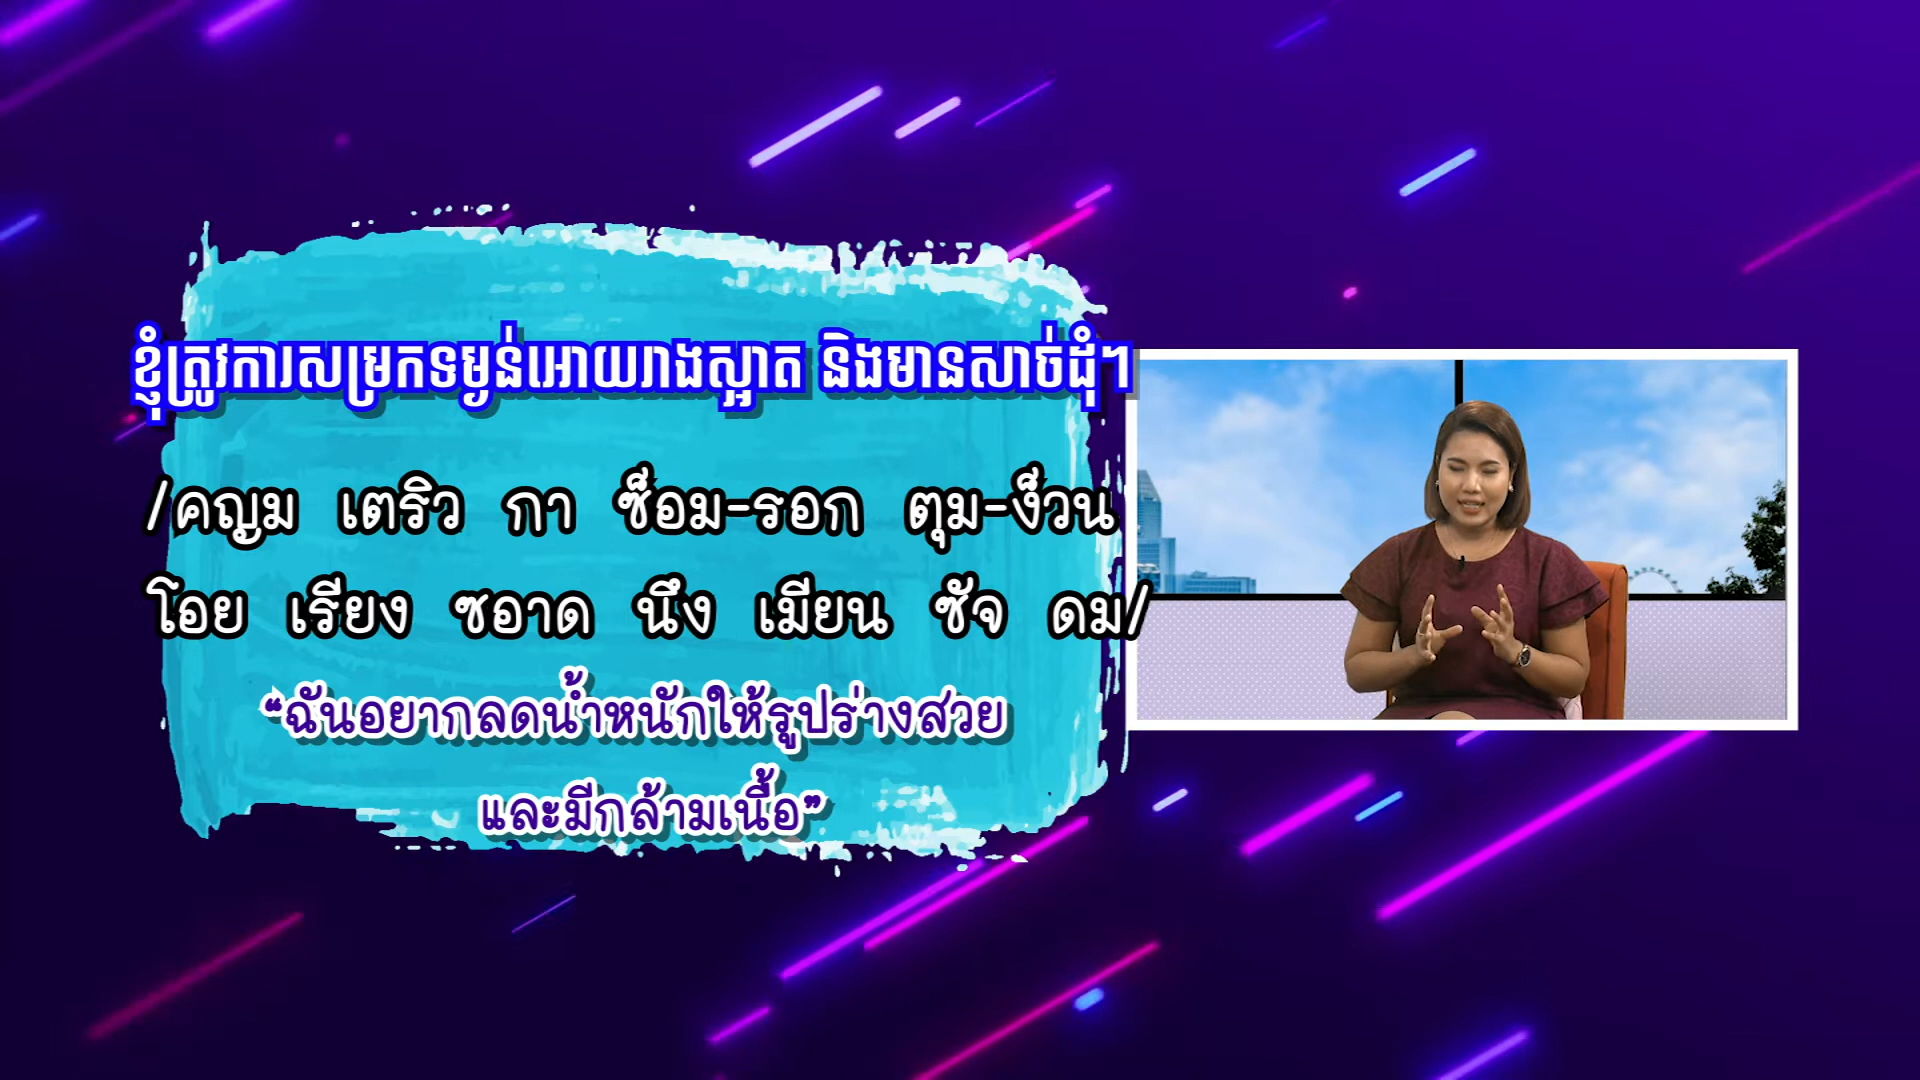 ខ្ញុំត្រូវការសម្រកទម្ងន់អោយរាងស្អាត និងមានសាច់ដុំៗ
/คญม เตริว กา ซ็อม-รอก ตุม-ง็วน
โอย เรียง ซอาด นึง เมียน ซัจ ดม/
“ฉันอยากลดน้ำหนักให้รูปร่างสวย
และมีกล้ามเนื้อ”